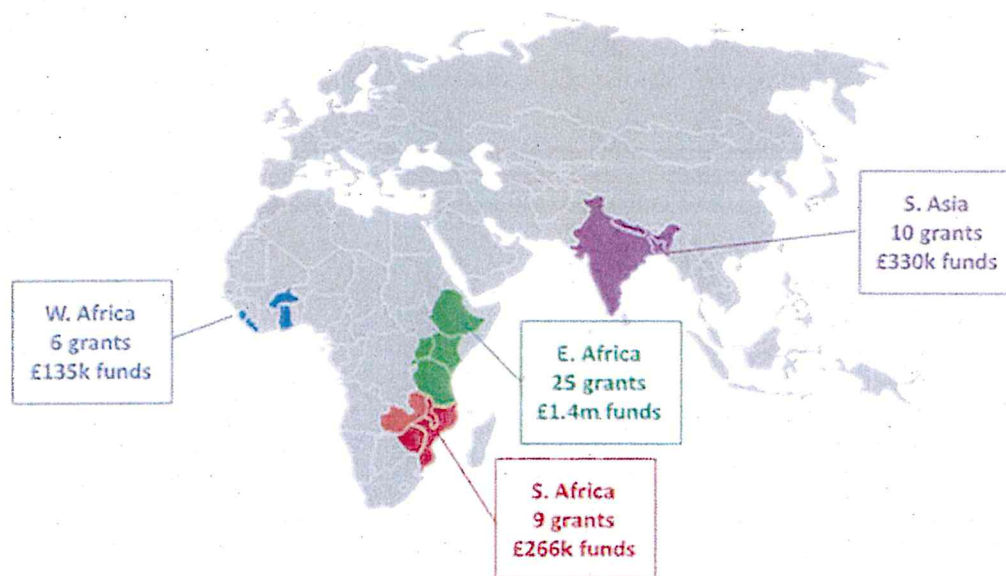 S. Asia
10 grants
£330k funds
W. Africa
6 grants
£135k funds
E. Africa
25 grants
£1.4m funds
S. Africa
9 grants
£266k funds